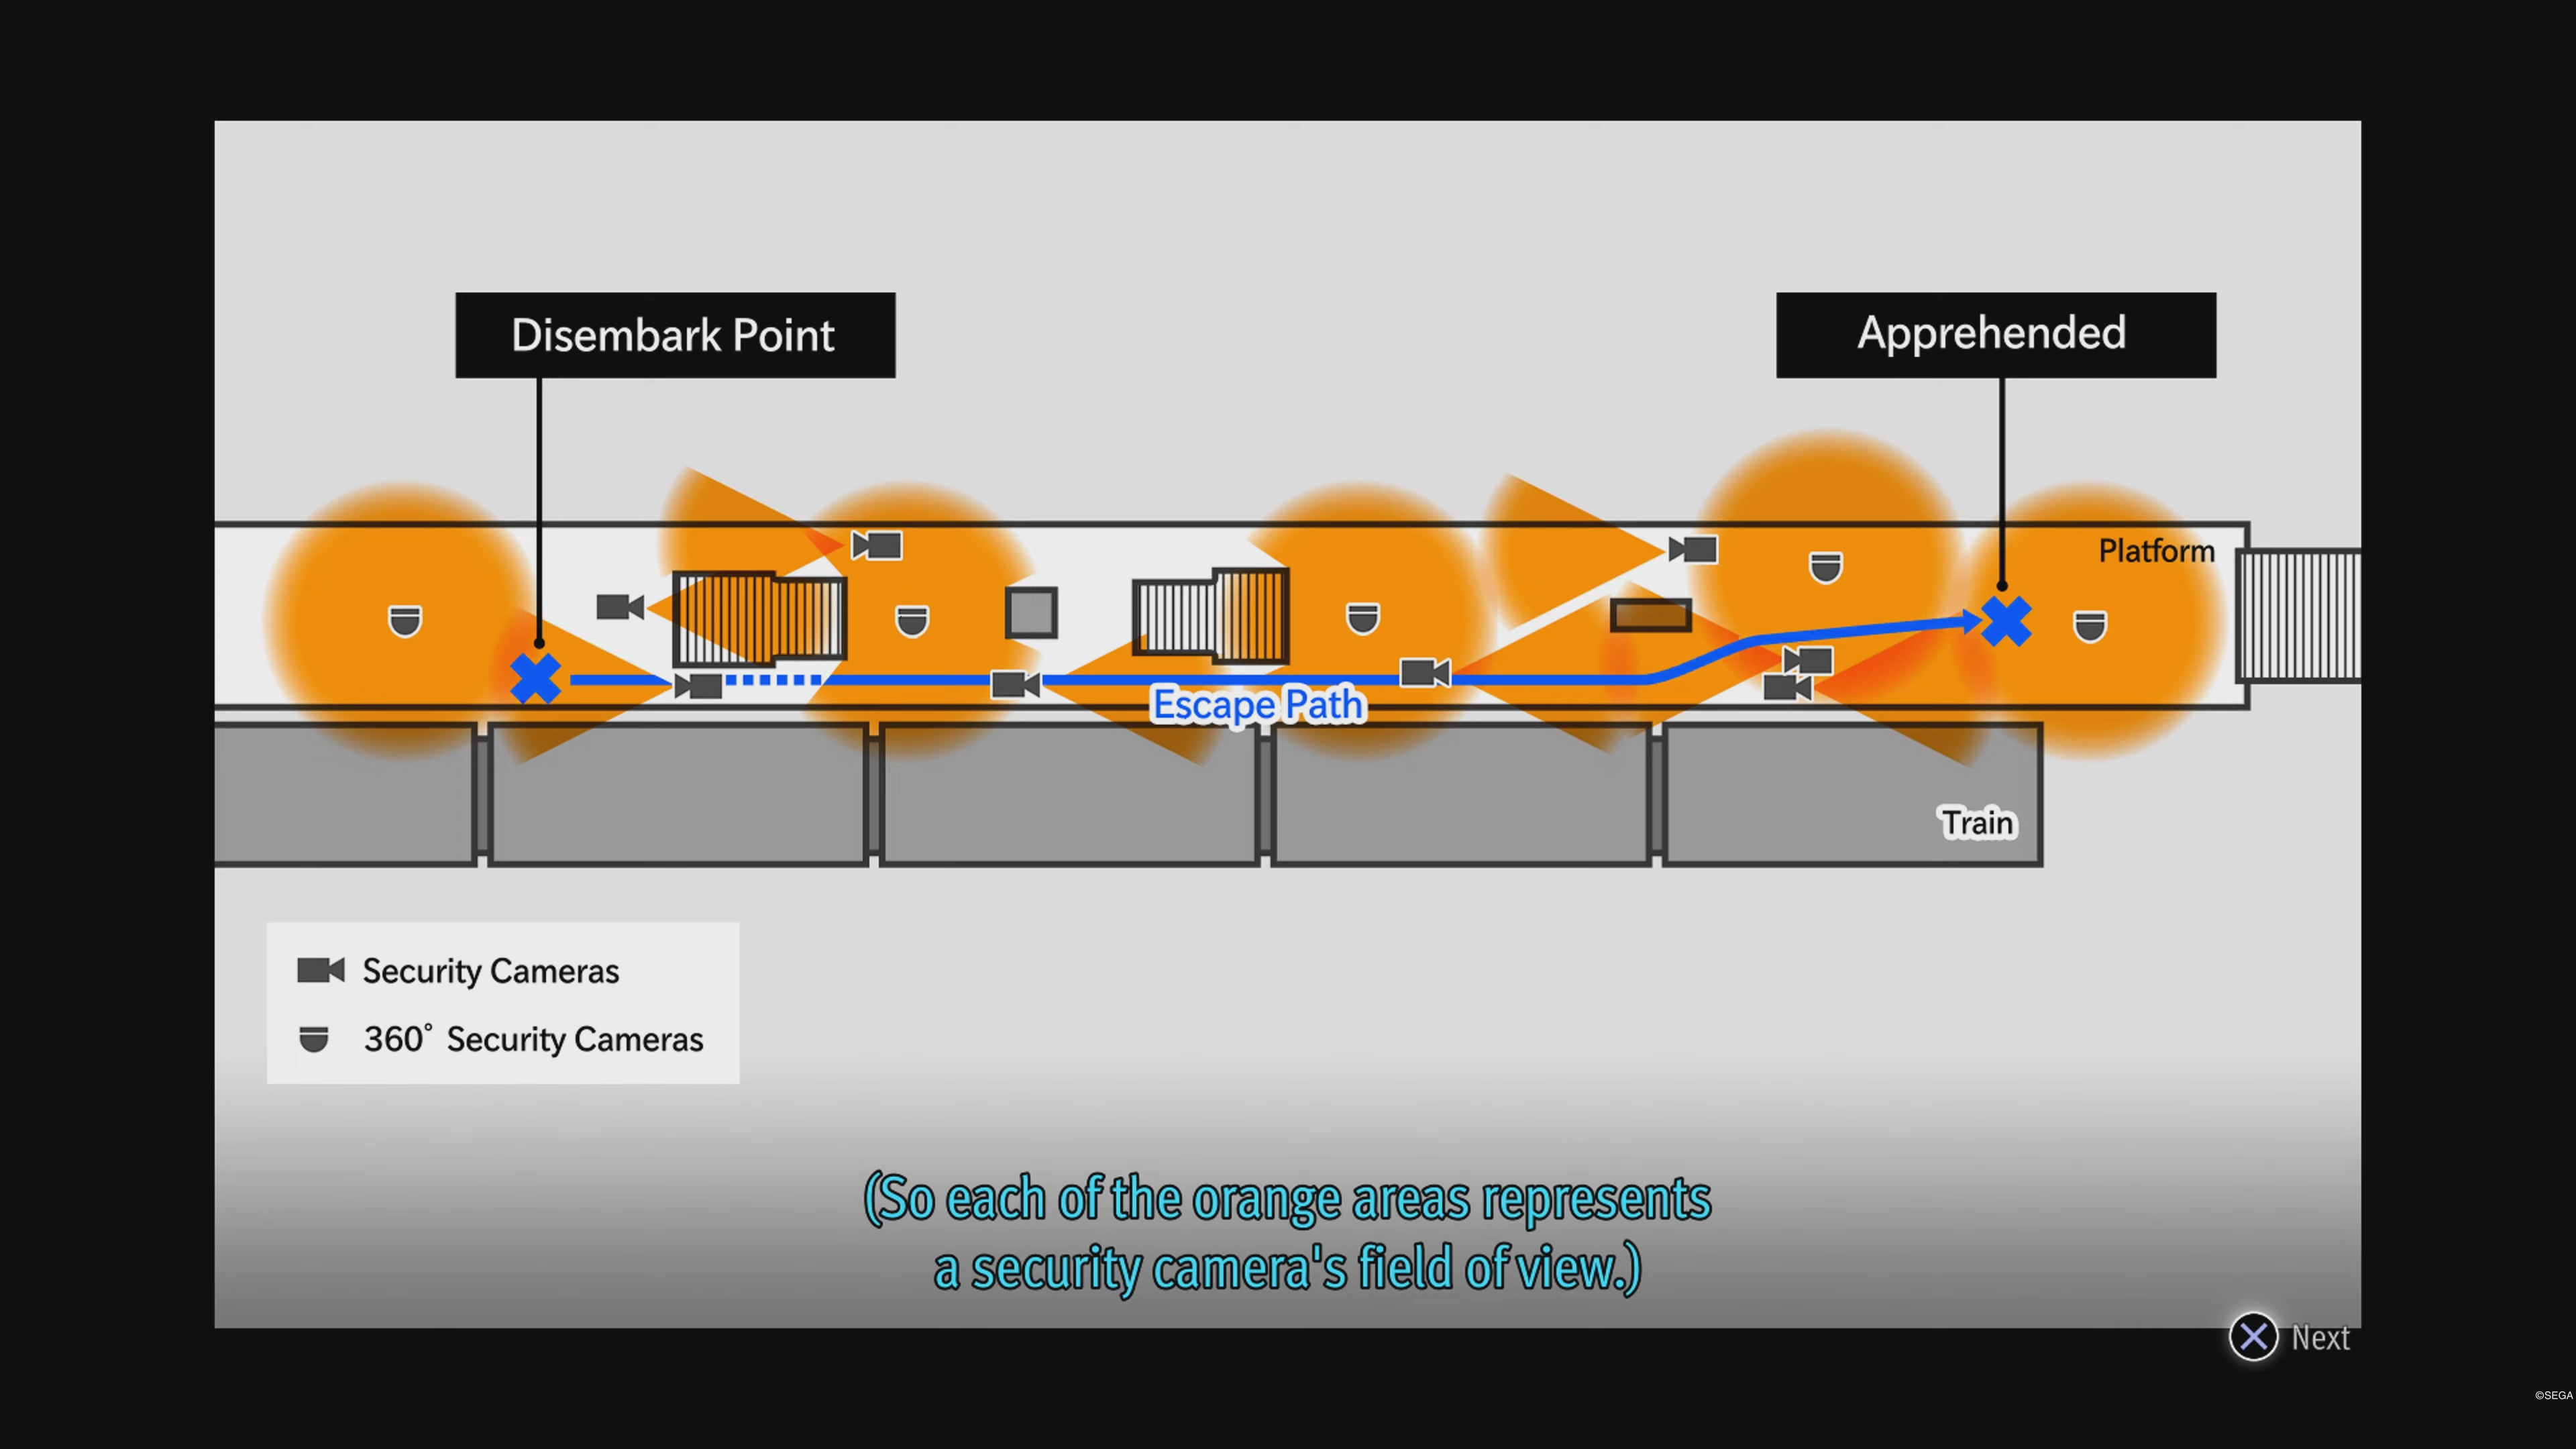 Disembark Point
Apprehended
Platform
Escape Path
Train
Security Cameras
360° Security Cameras
(So each of the orange areas represents
a security camera's field of view.)
Next
©SEGA